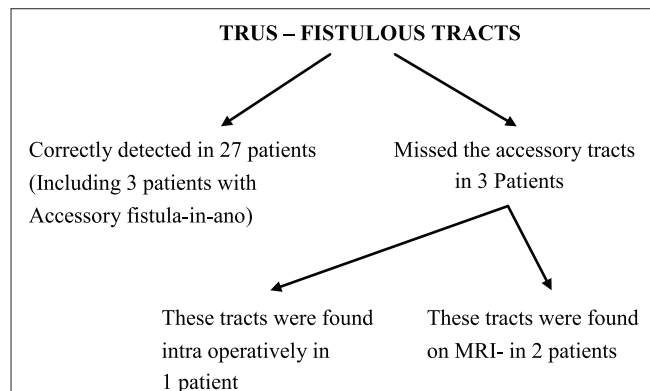 TRUS – FISTULOUS TRACTS
Correctly detected in 27 patients
(Including 3 patients with
Accessory fistula-in-ano)
Missed the accessory tracts
in 3 Patients
These tracts were found
intra operatively in
1 patient
These tracts were found
on MRI- in 2 patients